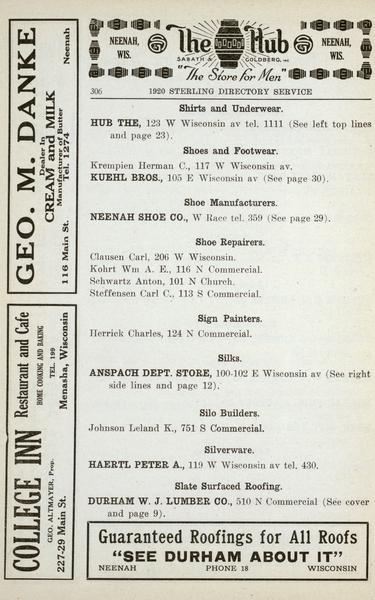 NEENAH,
WIS.
The Hub
SABATH & GOLDBERG, INC.
"The Store for Men"
NEENAH,
WIS.
306 1920 STERLING DIRECTORY SERVICE
Shirts and Underwear.
HUB THE, 123 W Wisconsin av tel. 1111 (See left top lines
and page 23).
Shoes and Footwear.
Krempien Herman C., 117 W Wisconsin av.
KUEHL BROS., 105 E Wisconsin av (See page 30).
Shoe Manufacturers.
NEENAH SHOE CO., W Race tel. 359 (See page 29).
Shoe Repairers.
Clausen Carl, 206 W Wisconsin.
Kohrt Wm A. E., 116 N Commercial.
Schwartz Anton, 101 N Church.
Steffensen Carl C., 113 S Commercial.
Sign Painters.
Herrick Charles, 124 N Commercial.
Silks.
ANSPACH DEPT. STORE, 100-102 E Wisconsin av (See right
side lines and page 12).
Silo Builders.
Johnson Leland K., 751 S Commercial.
Silverware.
HAERTL PETER A., 119 W Wisconsin av tel. 430.
Slate Surfaced Roofing.
DURHAM W. J. LUMBER CO., 510 N Commercial (See cover
and page 9).
Guaranteed Roofings for All Roofs
"SEE DURHAM ABOUT IT"
NEENAH PHONE 18 WISCONSIN
GEO. M. DANKE
Dealer in
CREAM and MILK
Manufacturer of Butter
Tel. 1274
116 Main St. Neenah
COLLEGE INN Restaurant and Cafe
HOME COOKING AND BAKING
GEO. ALTMAYER, Prop. TEL. 199
227-29 Main St. Menasha, Wisconsin